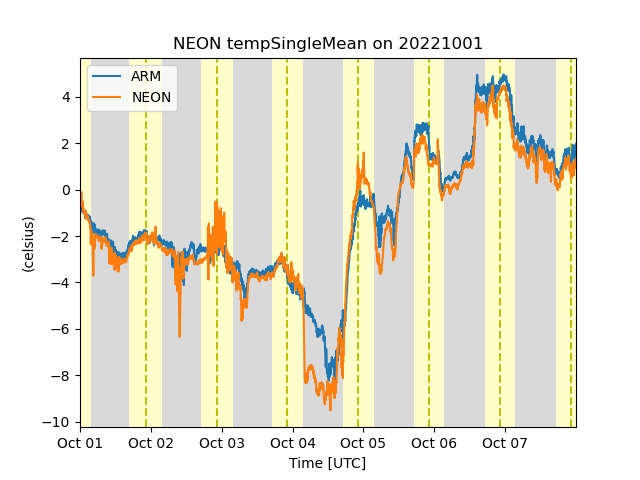 NEON tempSingleMean on 20221001
ARM
NEON
(celsius)
4
2
0
−2
−4
−6
−8
−10
Oct 01 Oct 02 Oct 03 Oct 04 Oct 05 Oct 06 Oct 07
Time [UTC]